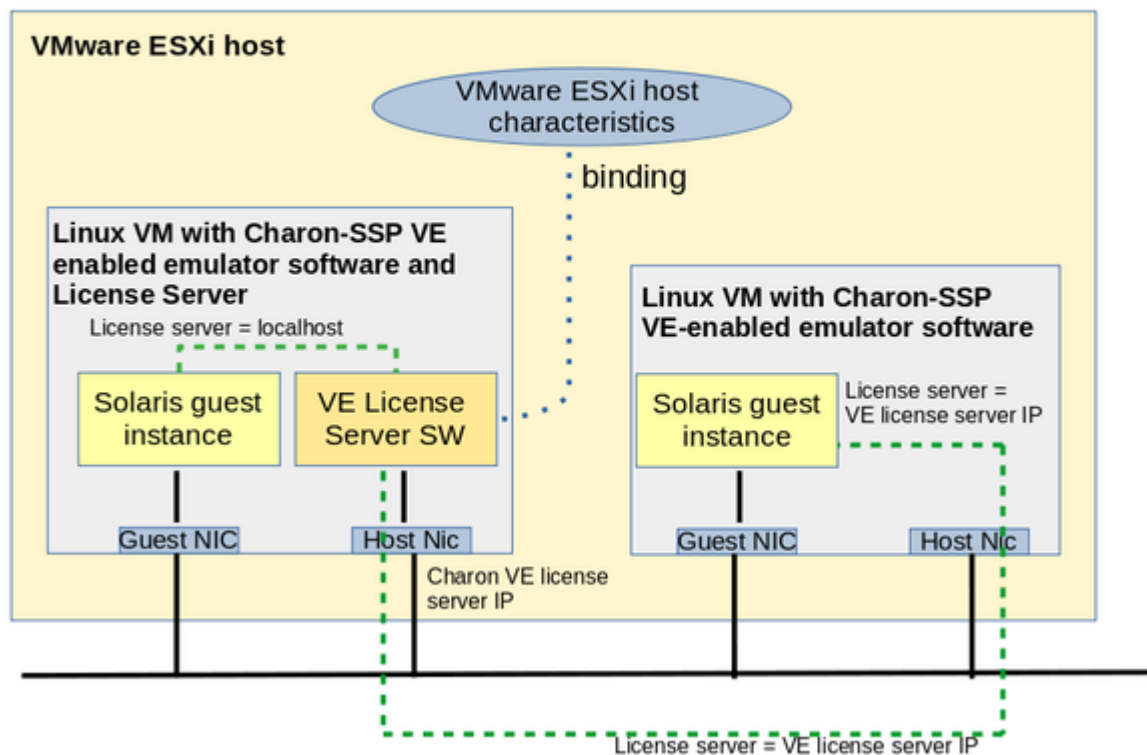 VMware ESXi host
VMware ESXi host
characteristics
binding
Linux VM with Charon-SSP VE
enabled emulator software and
License Server
License server = localhost
Solaris guest
instance
VE License
Server SW
Guest NIC
Host Nic
Charon VE license
server IP
Linux VM with Charon-SSP
VE-enabled emulator software
Solaris guest
instance
License server =
VE license server IP
Guest NIC
Host Nic
License server = VE license server IP